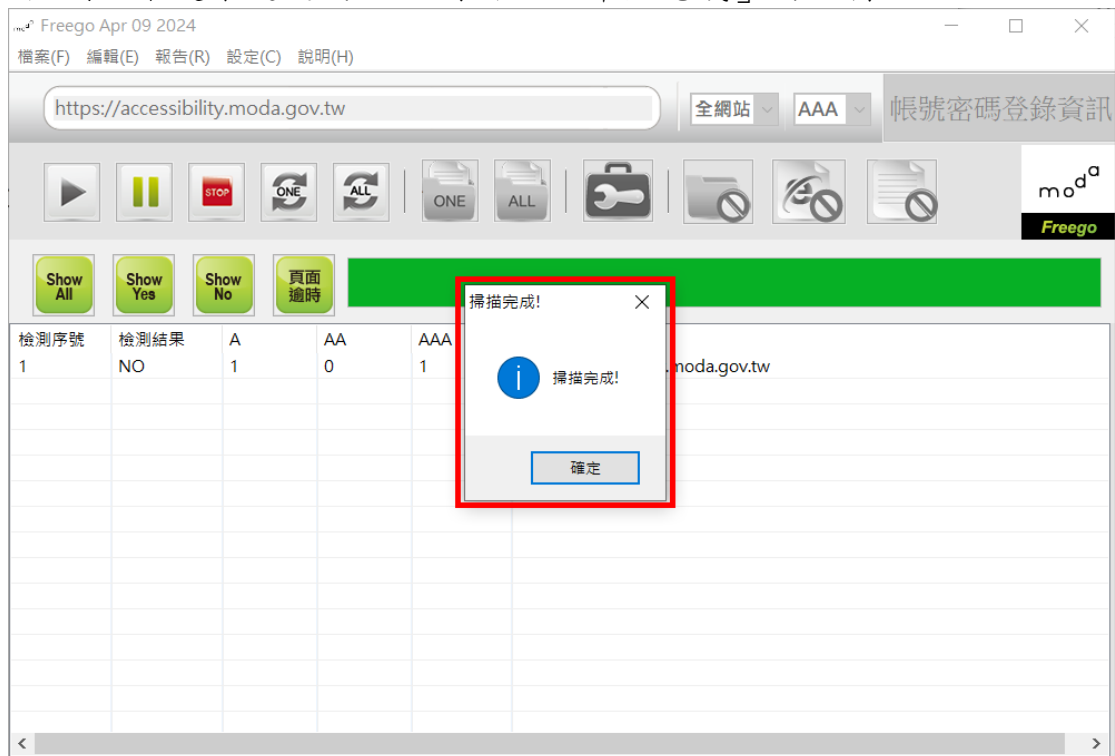 Freego Apr 09 2024
檔案(F) 編輯(E) 報告(R) 設定(C) 說明(H)
https://accessibility.moda.gov.tw 全網站 AAA 帳號密碼登錄資訊
STOP ONE ALL ONE ALL moda
Freego
Show All Show Yes Show No 頁面逾時
掃描完成!
檢測序號 檢測結果 A AA AAA
1 NO 1 0 1 .moda.gov.tw
掃描完成!
確定